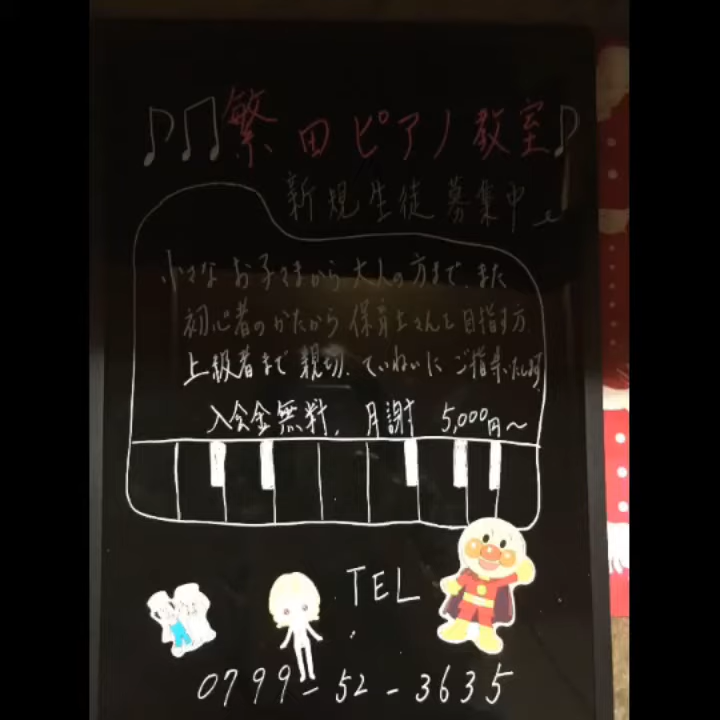 繁田ピアノ教室
新規生徒募集中
小さなお子さまから大人の方まで、また
初心者のかたから保育士さんを目指す方
上級者まで親切、ていねいにご指導いたします
入会金無料、月謝 5,000円〜
TEL
0799-52-3635